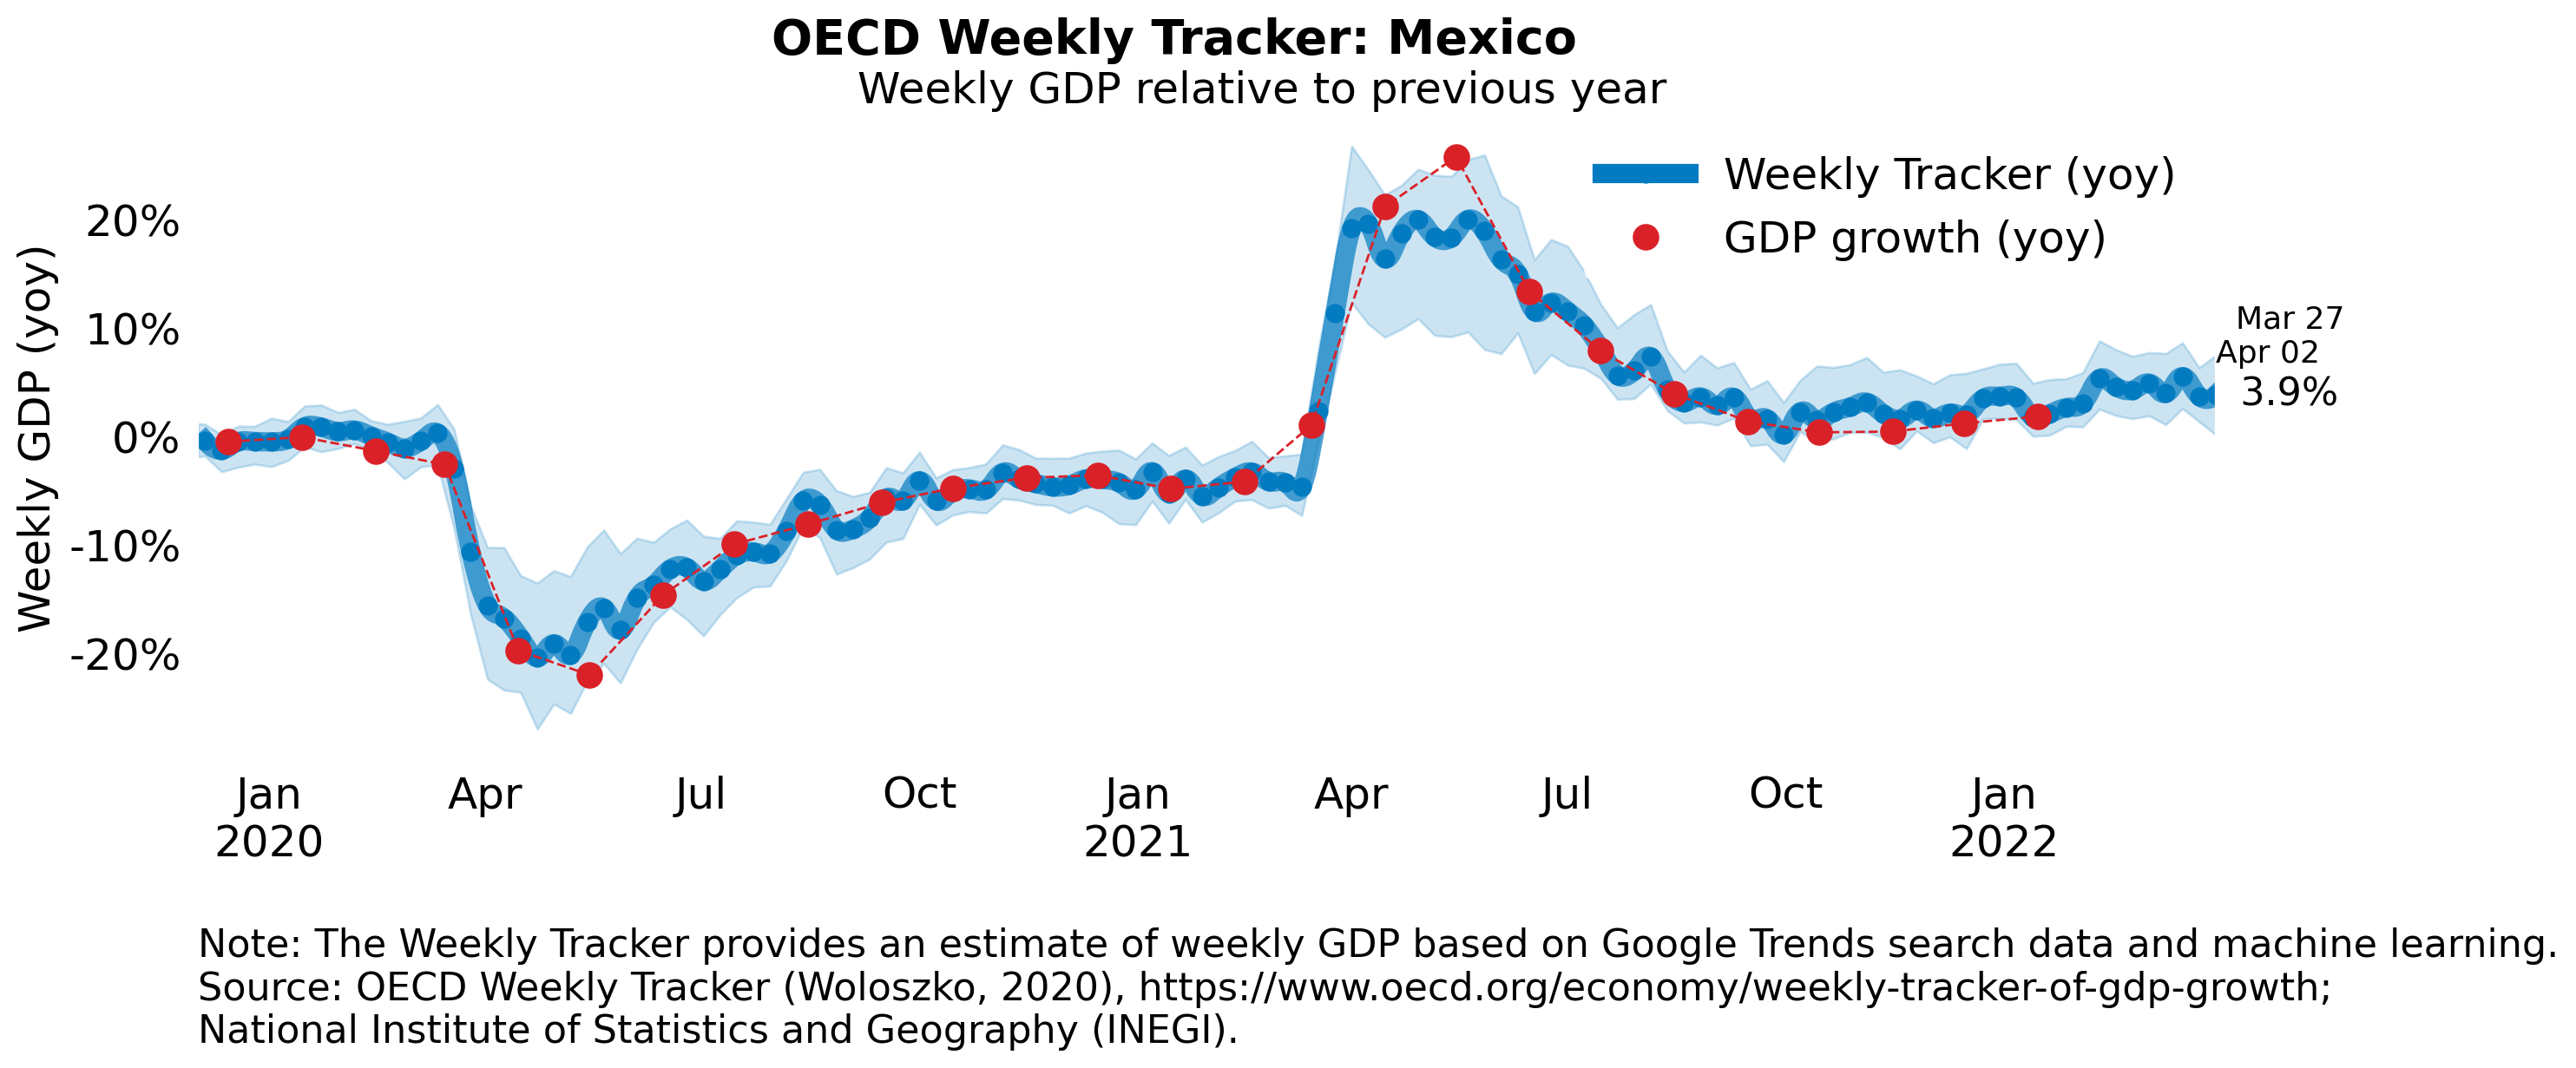 OECD Weekly Tracker: Mexico
Weekly GDP relative to previous year
Weekly Tracker (yoy)
GDP growth (yoy)
Weekly GDP (yoy)
20%
10%
0%
-10%
-20%
Mar 27
Apr 02
3.9%
Jan Apr Jul Oct Jan Apr Jul Oct Jan
2020 2021 2022
Note: The Weekly Tracker provides an estimate of weekly GDP based on Google Trends search data and machine learning.
Source: OECD Weekly Tracker (Woloszko, 2020), https://www.oecd.org/economy/weekly-tracker-of-gdp-growth;
National Institute of Statistics and Geography (INEGI).